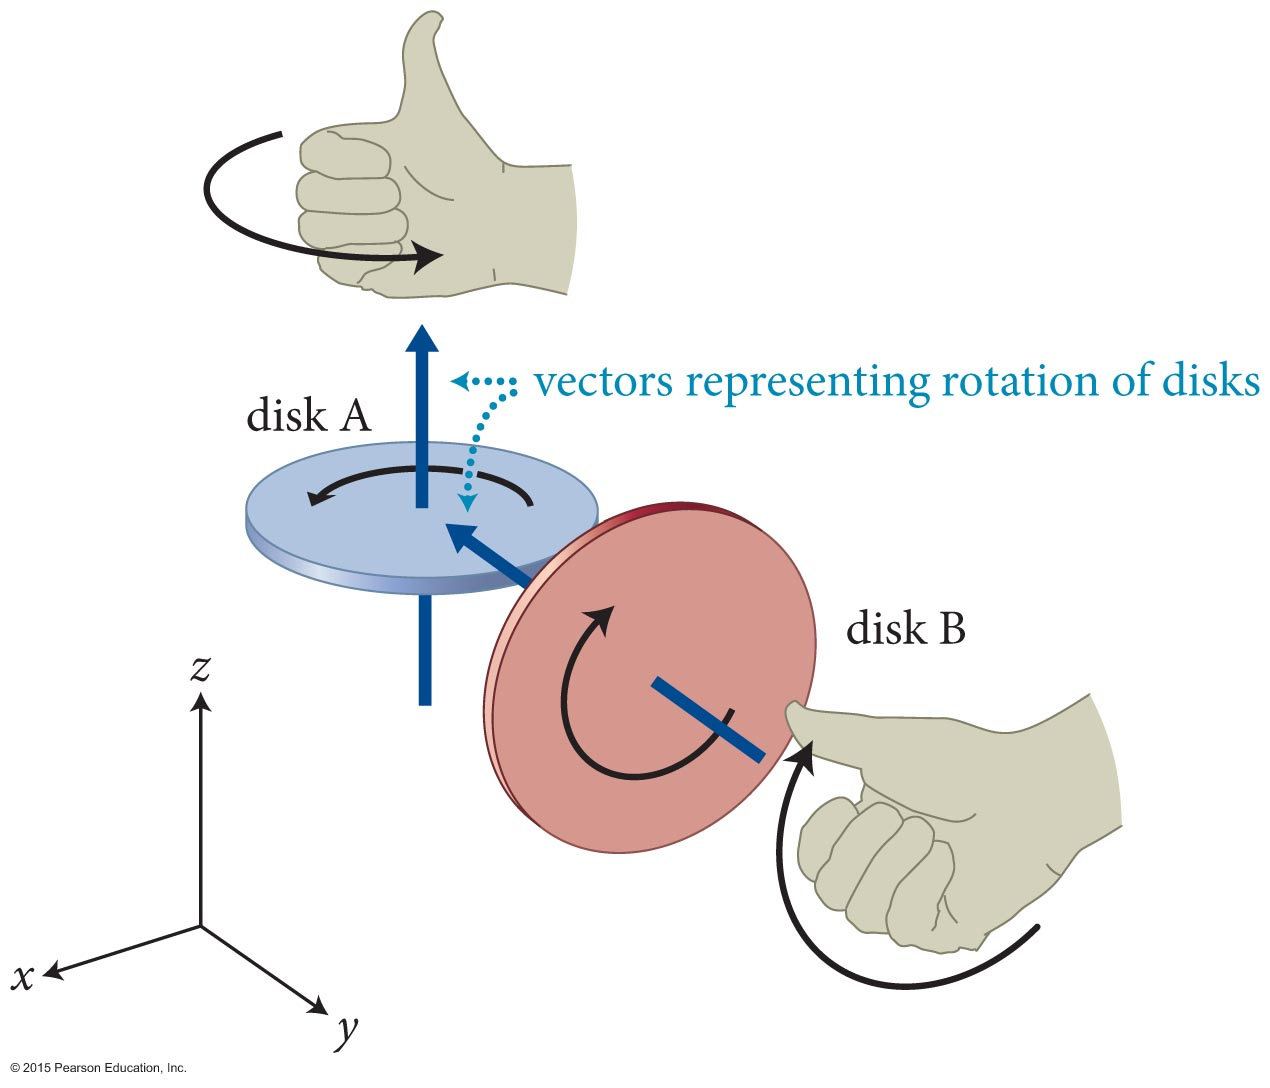 vectors representing rotation of disks
disk A
disk B
z
x
y
© 2015 Pearson Education, Inc.